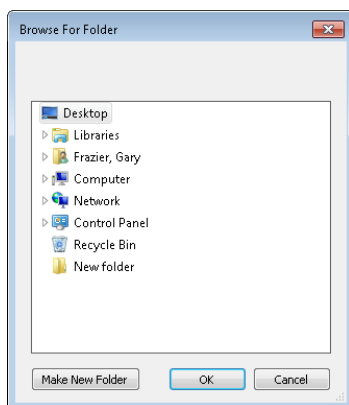 Browse For Folder
Desktop
Libraries
Frazier, Gary
Computer
Network
Control Panel
Recycle Bin
New folder
Make New Folder OK Cancel